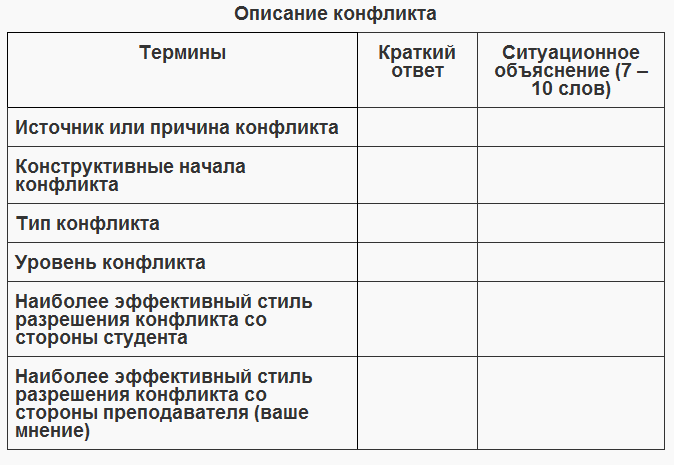 Описание конфликта
Термины
Краткий
ответ
Ситуационное
объяснение (7 –
10 слов)
Источник или причина конфликта
Конструктивные начала
конфликта
Тип конфликта
Уровень конфликта
Наиболее эффективный стиль
разрешения конфликта со
стороны студента
Наиболее эффективный стиль
разрешения конфликта со
стороны преподавателя (ваше
мнение)